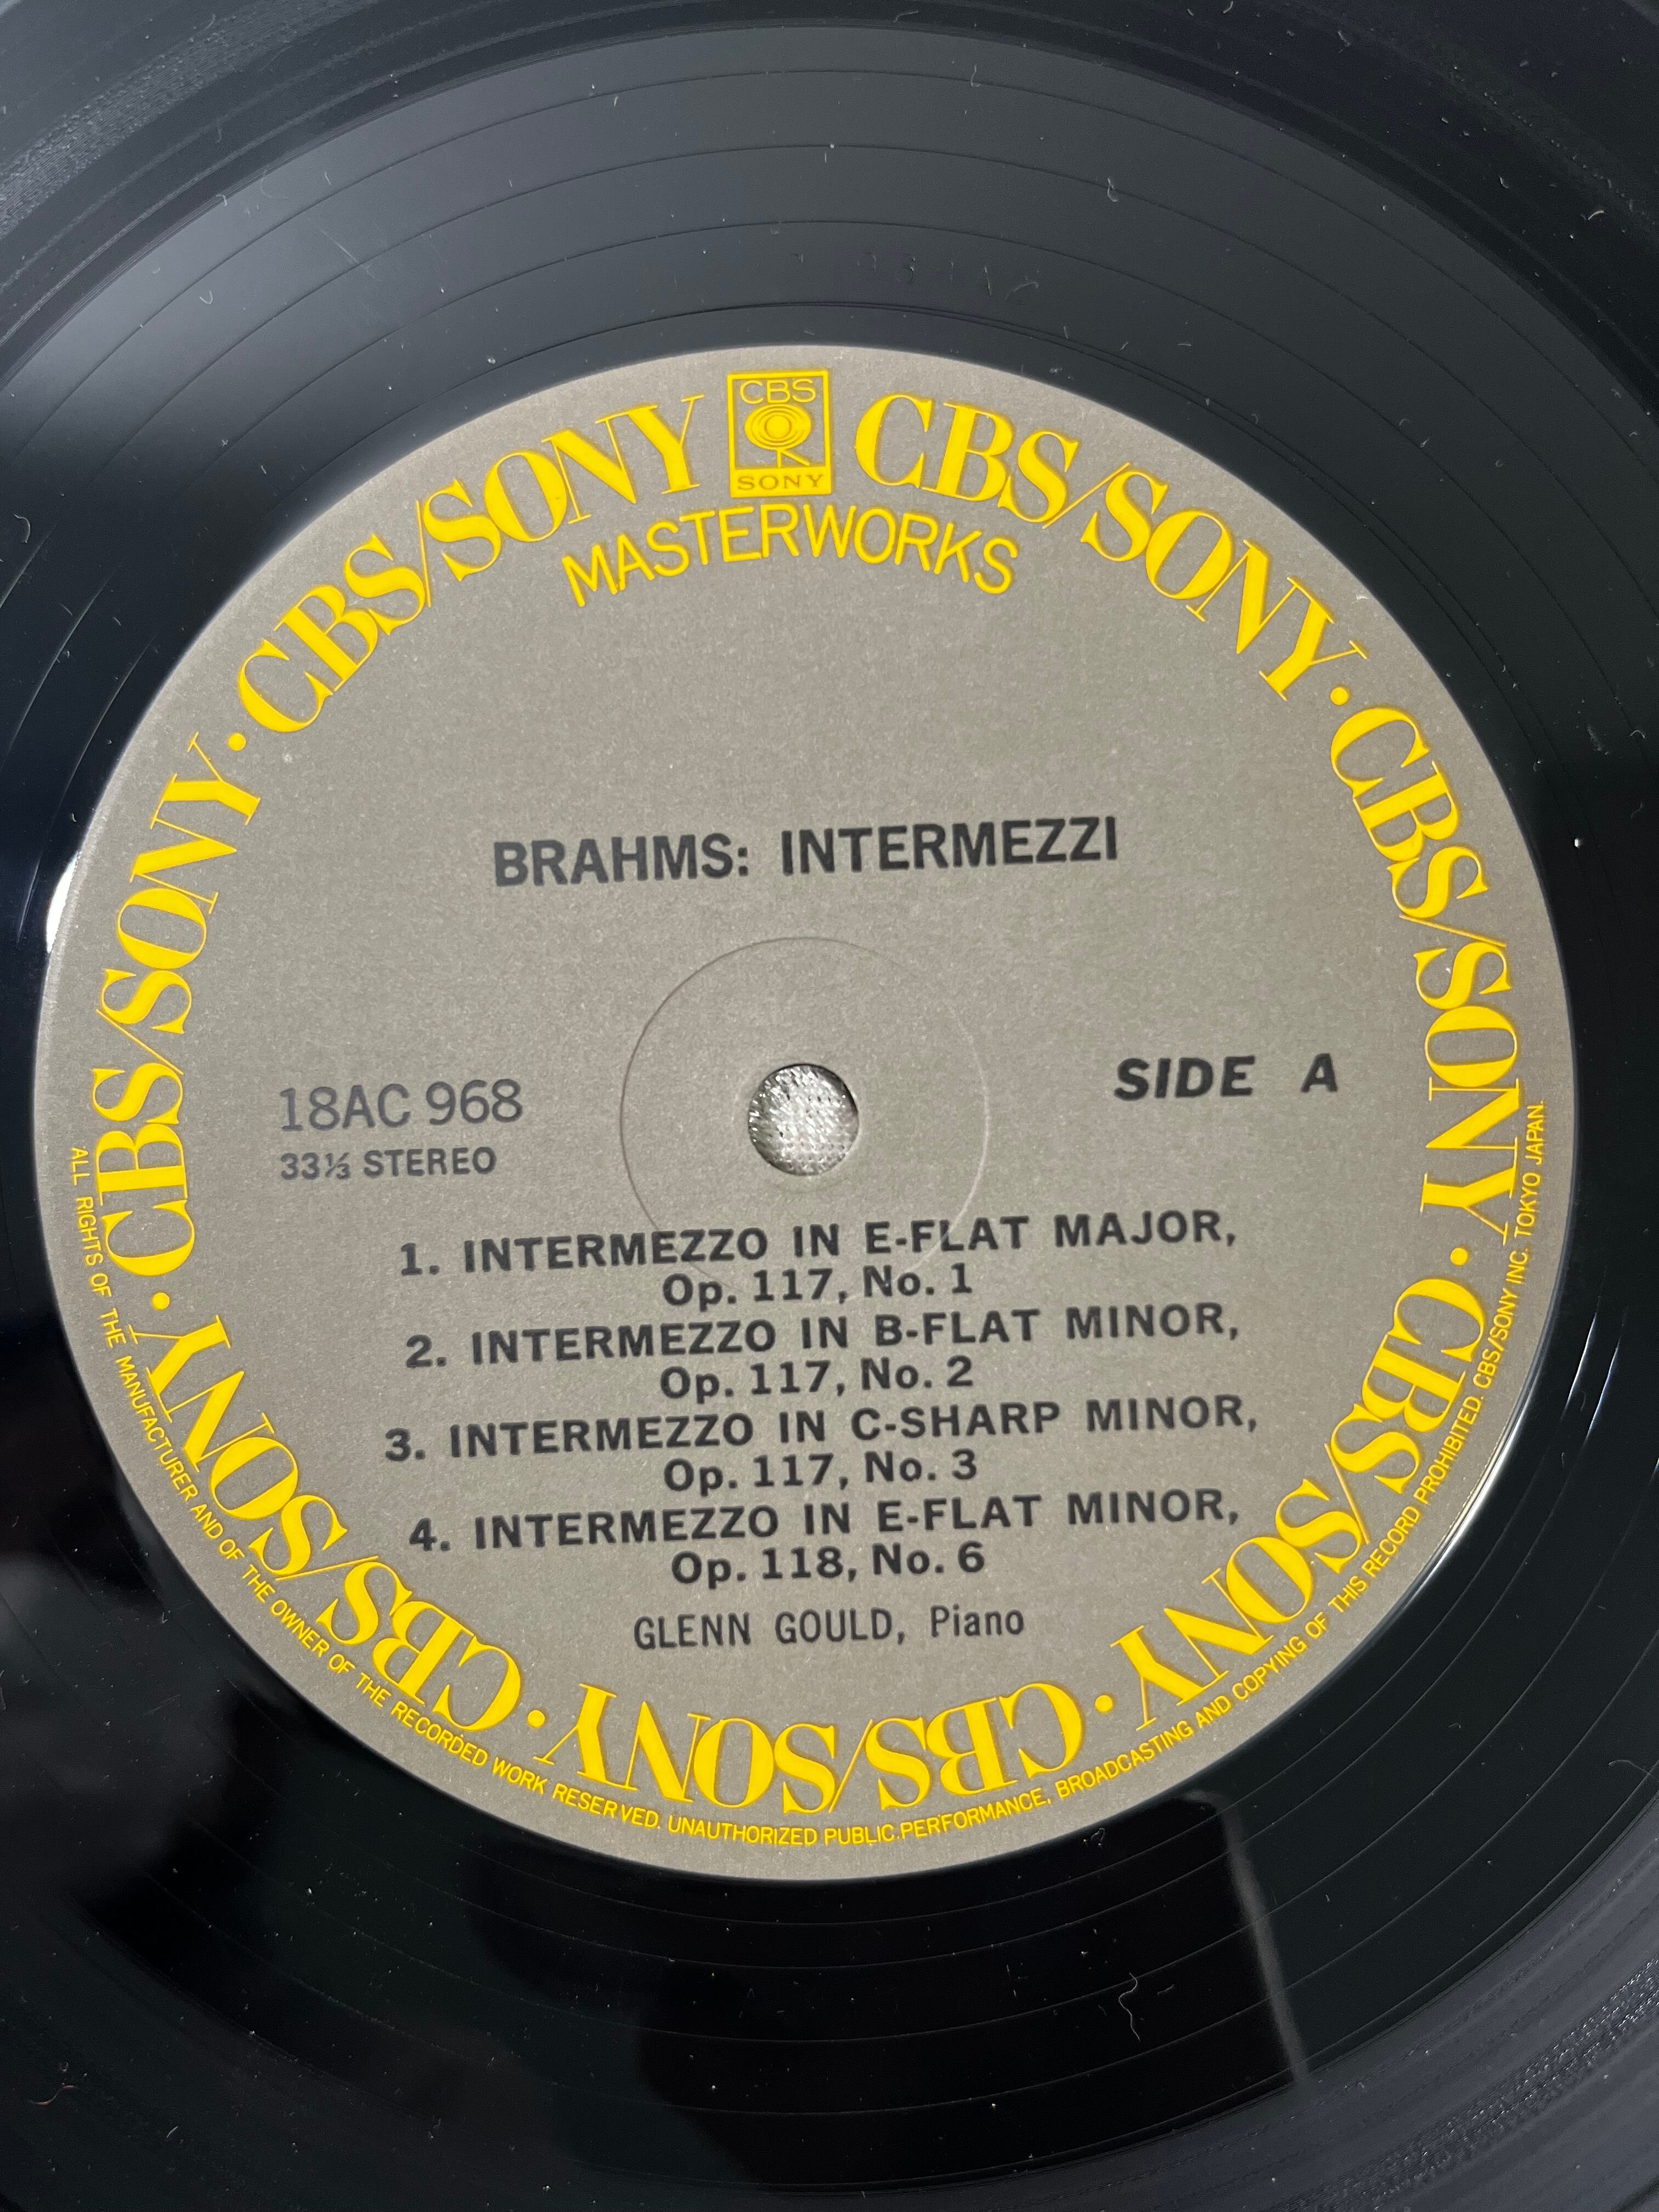 CBS
SONY
CBS/SONY · CBS/SONY · CBS/SONY · CBS/SONY · CBS/SONY · CBS/SONY · CBS/SONY
MASTERWORKS
BRAHMS: INTERMEZZI
18AC 968
33⅓ STEREO
SIDE A
1. INTERMEZZO IN E-FLAT MAJOR,
Op. 117, No. 1
2. INTERMEZZO IN B-FLAT MINOR,
Op. 117, No. 2
3. INTERMEZZO IN C-SHARP MINOR,
Op. 117, No. 3
4. INTERMEZZO IN E-FLAT MINOR,
Op. 118, No. 6
GLENN GOULD, Piano
ALL RIGHTS OF THE MANUFACTURER AND OF THE OWNER OF THE RECORDED WORK RESERVED. UNAUTHORIZED PUBLIC PERFORMANCE, BROADCASTING AND COPYING OF THIS RECORD PROHIBITED. CBS/SONY INC. TOKYO JAPAN.